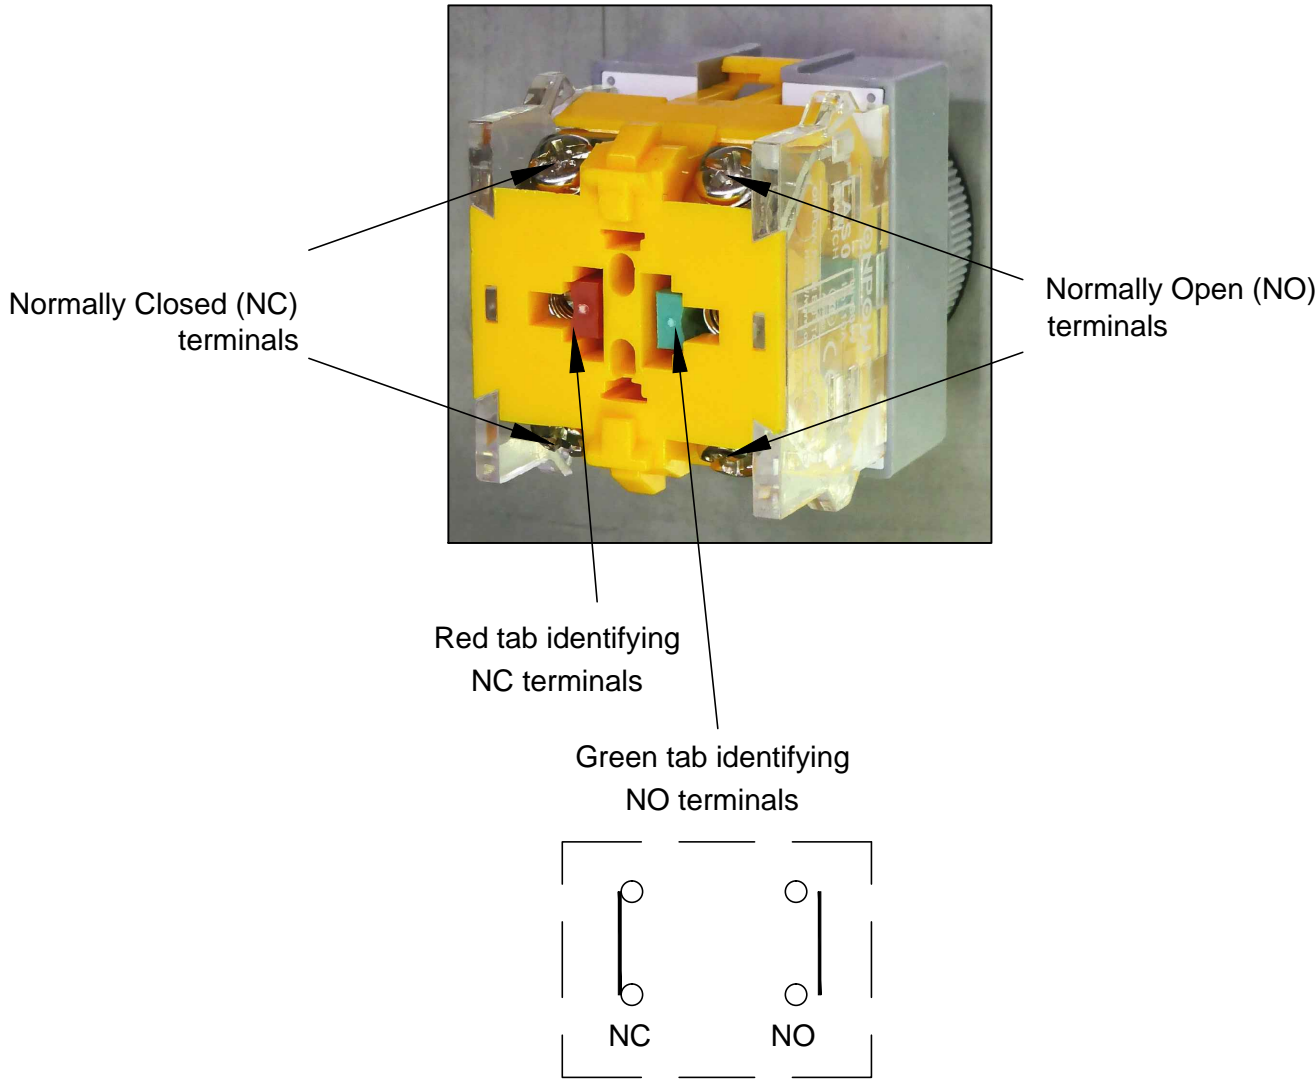 Normally Closed (NC)
terminals
Normally Open (NO)
terminals
Red tab identifying
NC terminals
Green tab identifying
NO terminals
NC
NO